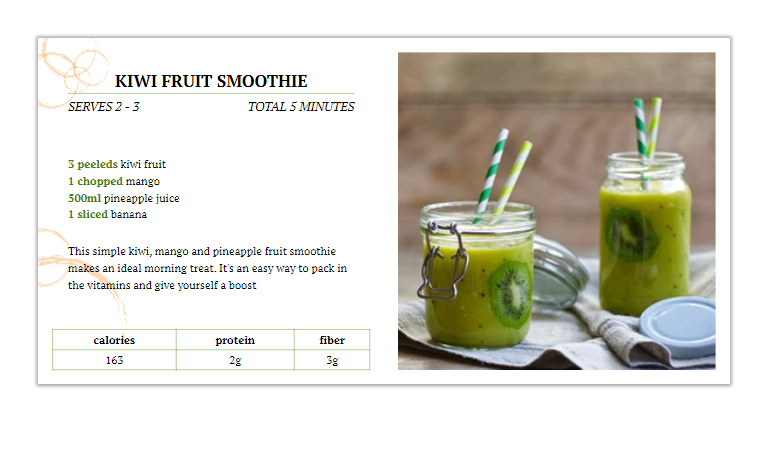 KIWI FRUIT SMOOTHIE
SERVES 2 - 3 TOTAL 5 MINUTES
3 peeleds kiwi fruit
1 chopped mango
500ml pineapple juice
1 sliced banana
This simple kiwi, mango and pineapple fruit smoothie
makes an ideal morning treat. It's an easy way to pack in
the vitamins and give yourself a boost
calories protein fiber
163 2g 3g